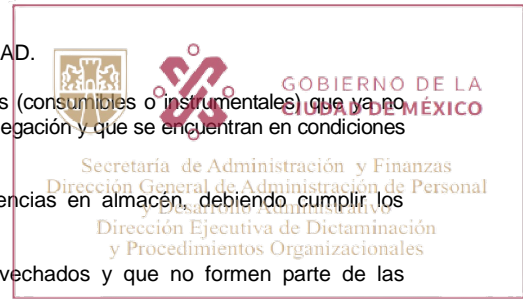 AD.
s (consumibles o instrumentales) que ya no
GOBIERNO DE LA
CIUDAD DE MÉXICO
egación y que se encuentran en condiciones
Secretaría de Administración y Finanzas
Dirección General de Administración de Personal
y Desarrollo Administrativo
encias en almacén, debiendo cumplir los
Dirección Ejecutiva de Dictaminación
y Procedimientos Organizacionales
vechados y que no formen parte de las